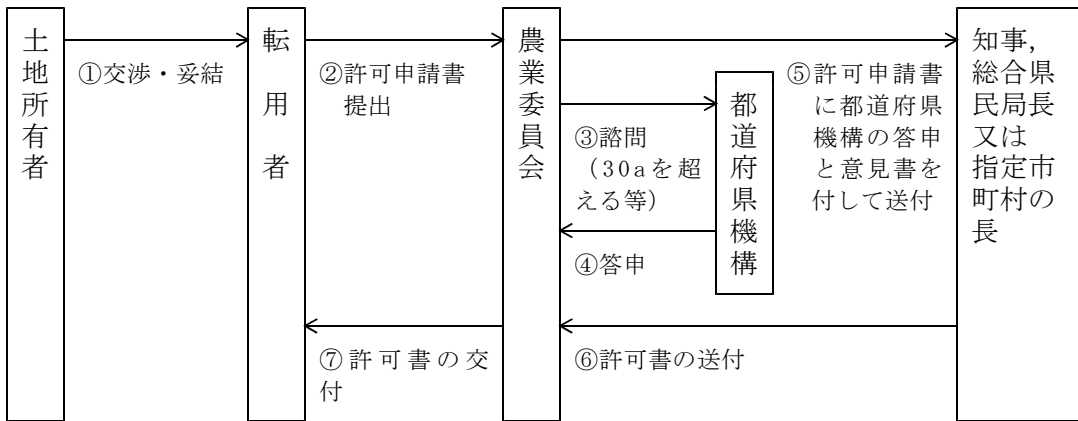 土地所有者
①交渉・妥結
転用者
②許可申請書
提出
農業委員会
③諮問
（30aを超
える等）
④答申
都道府県機構
⑤許可申請書
に都道府県
機構の答申
と意見書を
付して送付
知事，
総合県
民局長
又は
指定市
町村の
長
⑥許可書の送付
⑦許可書の交
付